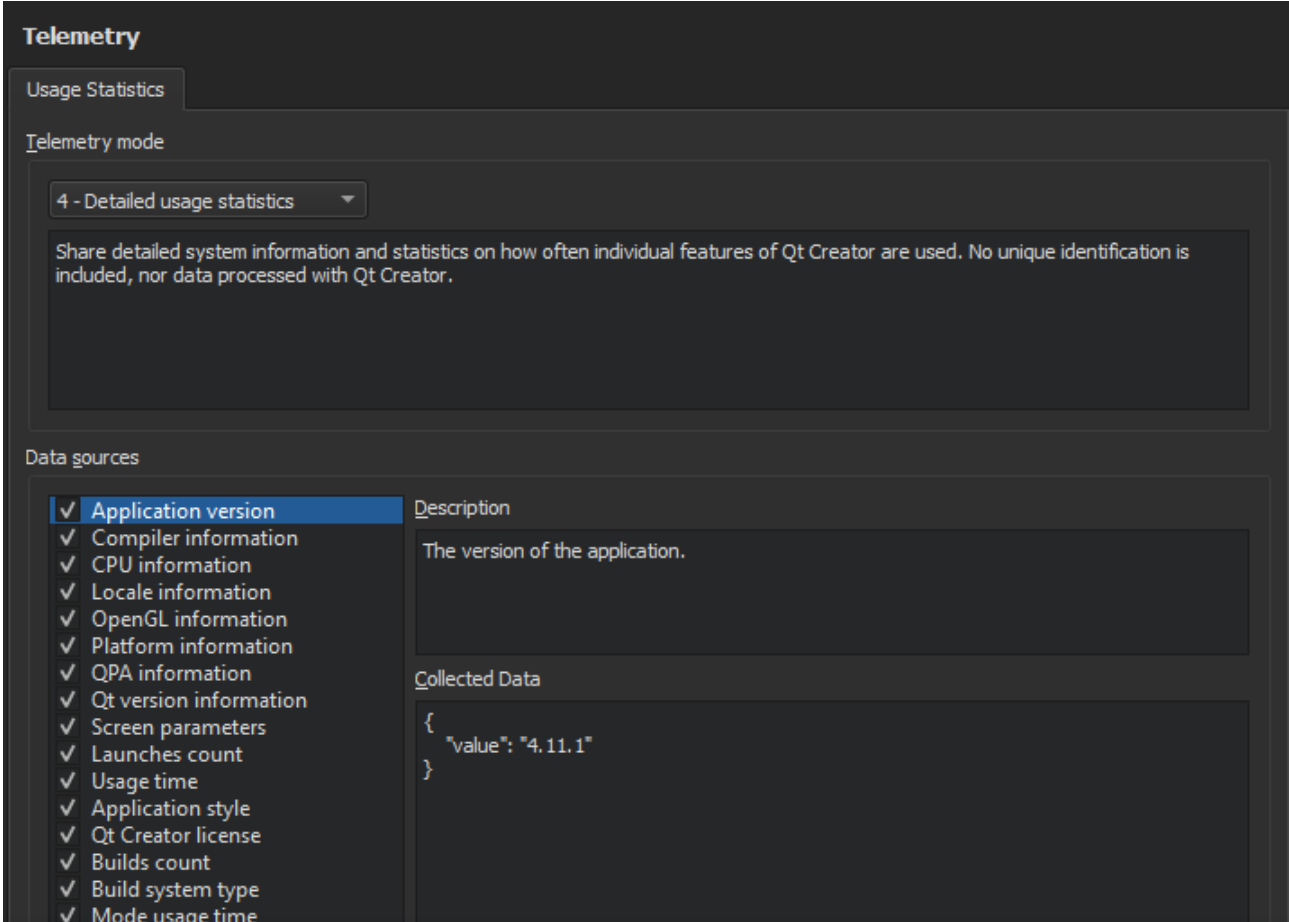 Telemetry
Usage Statistics
Telemetry mode
4 - Detailed usage statistics
Share detailed system information and statistics on how often individual features of Qt Creator are used. No unique identification is
included, nor data processed with Qt Creator.
Data sources
Application version
Compiler information
CPU information
Locale information
OpenGL information
Platform information
QPA information
Qt version information
Screen parameters
Launches count
Usage time
Application style
Qt Creator license
Builds count
Build system type
Mode usage time
Description
The version of the application.
Collected Data
{
"value": "4.11.1"
}